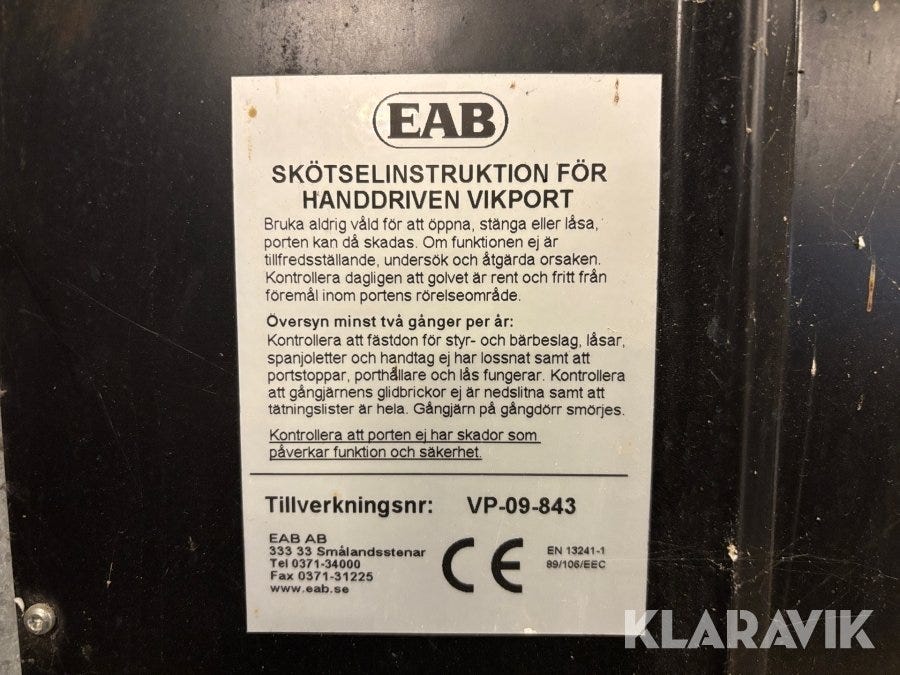 EAB
SKÖTSELINSTRUKTION FÖR
HANDDRIVEN VIKPORT
Bruka aldrig våld för att öppna, stänga eller låsa,
porten kan då skadas. Om funktionen ej är
tillfredsställande, undersök och åtgärda orsaken.
Kontrollera dagligen att golvet är rent och fritt från
föremål inom portens rörelseområde.
Översyn minst två gånger per år:
Kontrollera att fästdon för styr- och bärbeslag, låsar,
spanjoletter och handtag ej har lossnat samt att
portstoppar, porthållare och lås fungerar. Kontrollera
att gångjärnens glidbrickor ej är nedslitna samt att
tätningslister är hela. Gångjärn på gångdörr smörjes.
Kontrollera att porten ej har skador som
påverkar funktion och säkerhet.
Tillverkningsnr: VP-09-843
EAB AB
333 33 Smålandsstenar
Tel 0371-34000
Fax 0371-31225
www.eab.se
CE
EN 13241-1
89/106/EEC
KLARAVIK